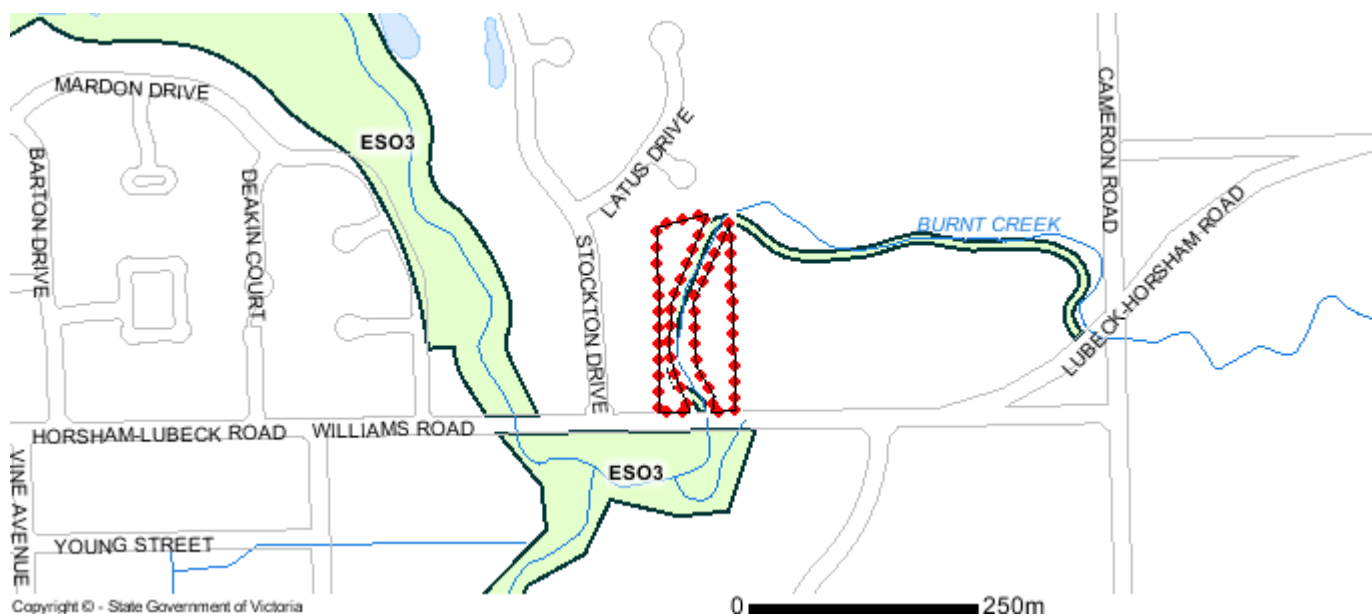 MARDON DRIVE
ESO3
BARTON DRIVE
DEAKIN COURT
LATUS DRIVE
STOCKTON DRIVE
CAMERON ROAD
LUBECK-HORSHAM ROAD
BURNT CREEK
HORSHAM-LUBECK ROAD
WILLIAMS ROAD
ESO3
VINE AVENUE
YOUNG STREET
Copyright © - State Government of Victoria
0 250m